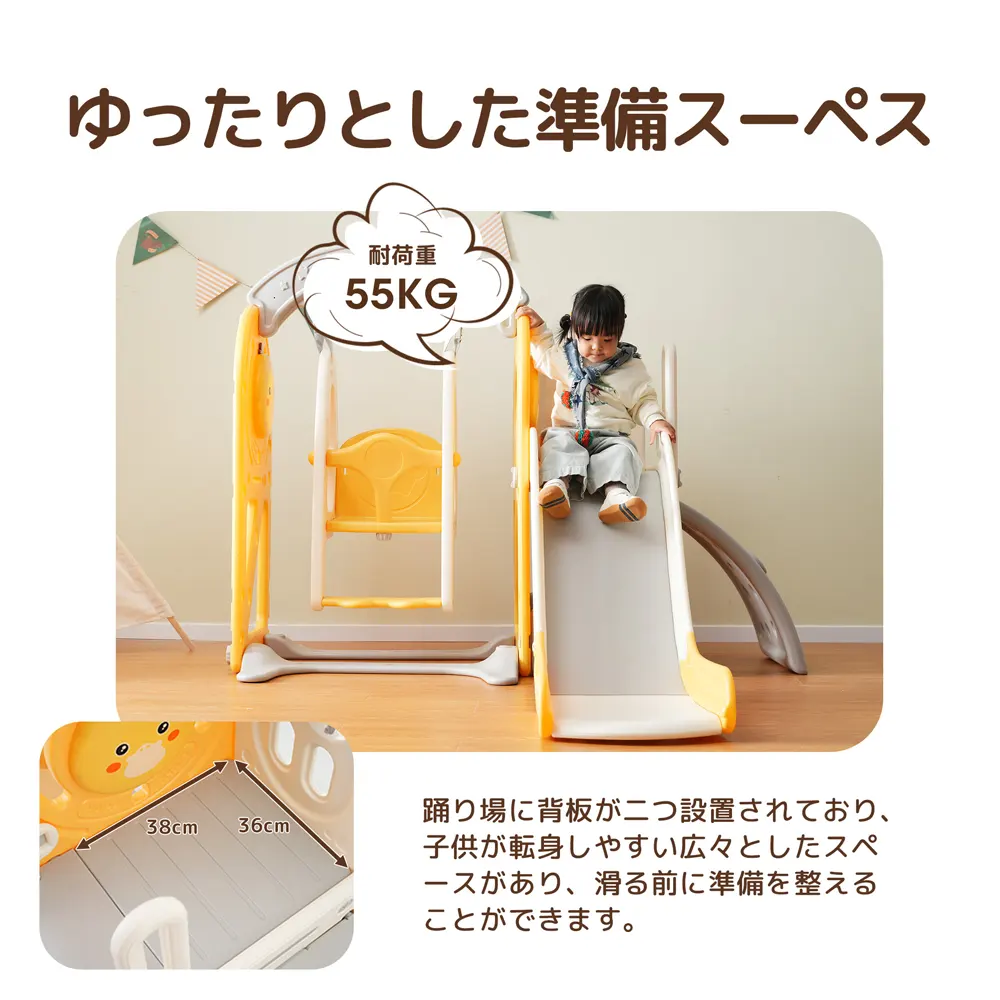 ゆったりとした準備スーペス
耐荷重
55KG
38cm
36cm
踊り場に背板が二つ設置されており、
子供が転身しやすい広々としたスペ
ースがあり、滑る前に準備を整える
ことができます。